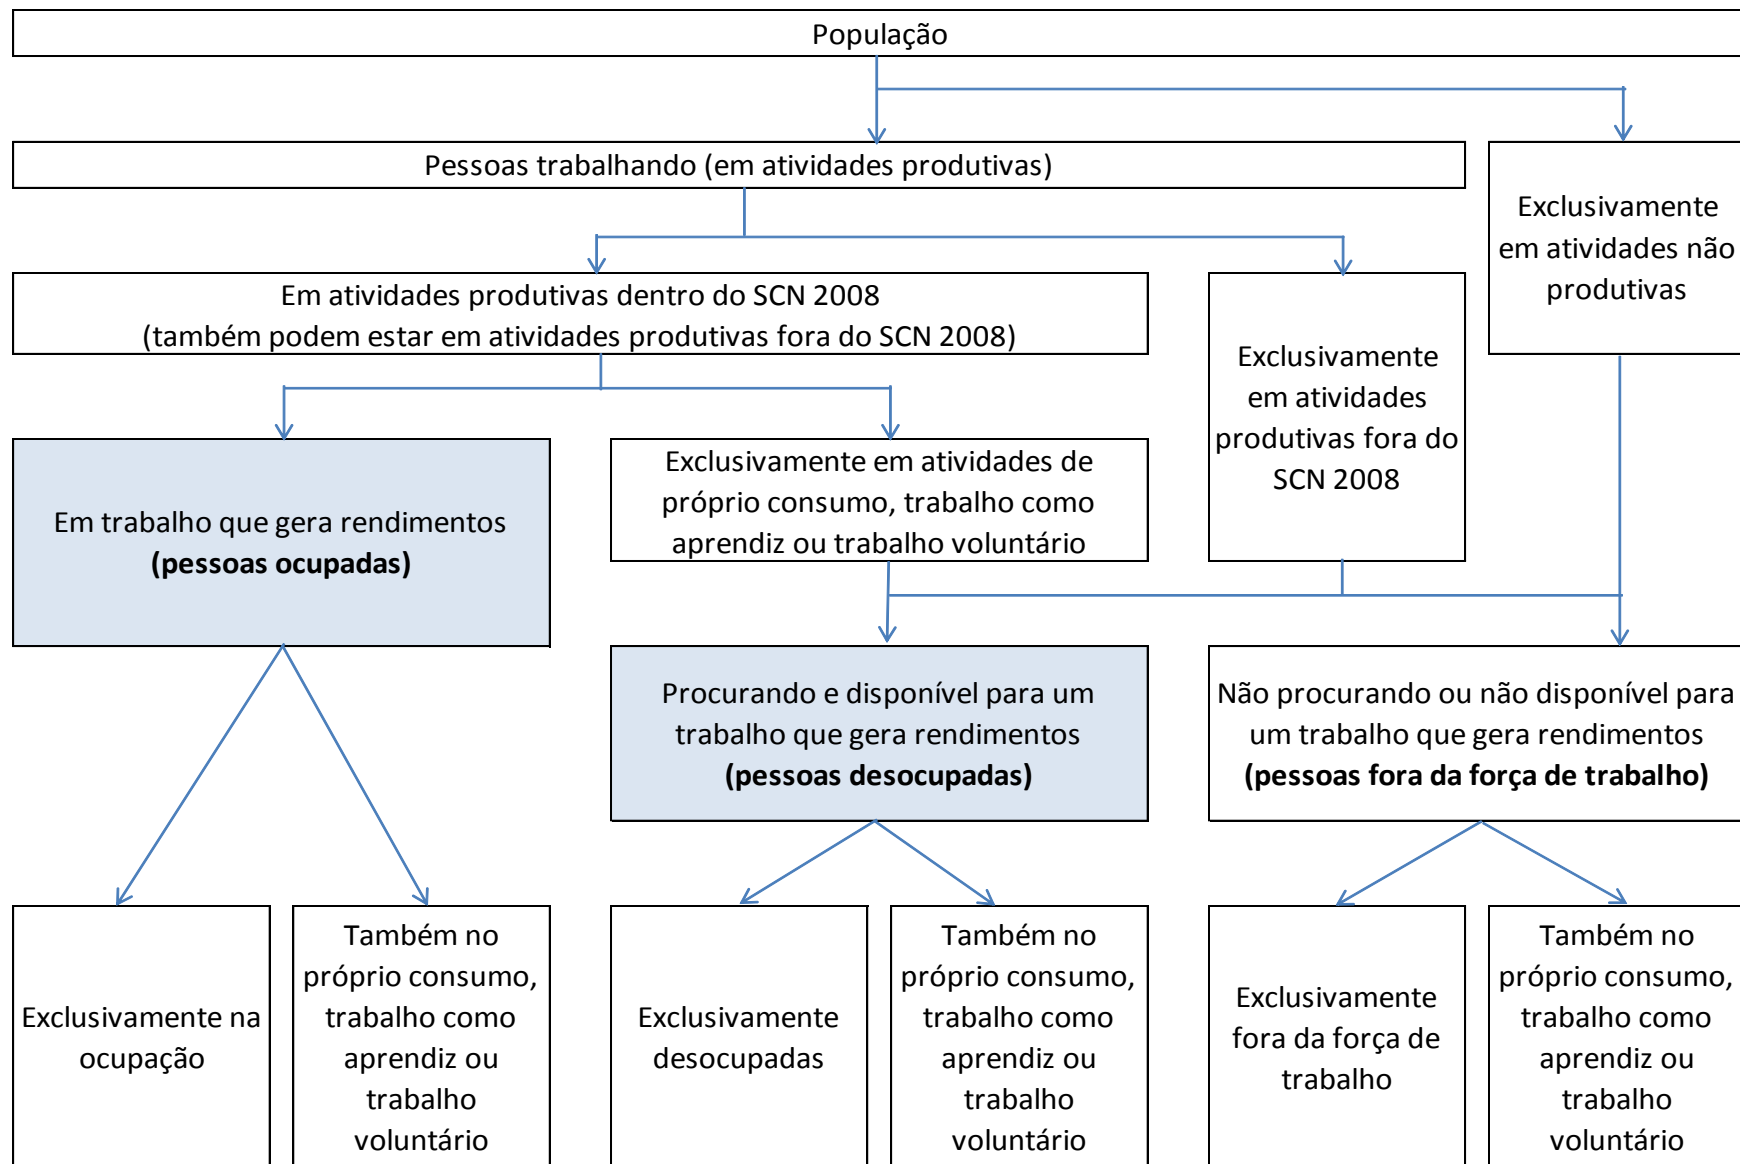 População
Pessoas trabalhando (em atividades produtivas)
Exclusivamente
em atividades não
produtivas
Em atividades produtivas dentro do SCN 2008
(também podem estar em atividades produtivas fora do SCN 2008)
Exclusivamente
em atividades
produtivas fora do
SCN 2008
Em trabalho que gera rendimentos
(pessoas ocupadas)
Exclusivamente em atividades de
próprio consumo, trabalho como
aprendiz ou trabalho voluntário
Procurando e disponível para um
trabalho que gera rendimentos
(pessoas desocupadas)
Não procurando ou não disponível para
um trabalho que gera rendimentos
(pessoas fora da força de trabalho)
Exclusivamente na
ocupação
Também no
próprio consumo,
trabalho como
aprendiz ou
trabalho
voluntário
Exclusivamente
desocupadas
Também no
próprio consumo,
trabalho como
aprendiz ou
trabalho
voluntário
Exclusivamente
fora da força de
trabalho
Também no
próprio consumo,
trabalho como
aprendiz ou
trabalho
voluntário